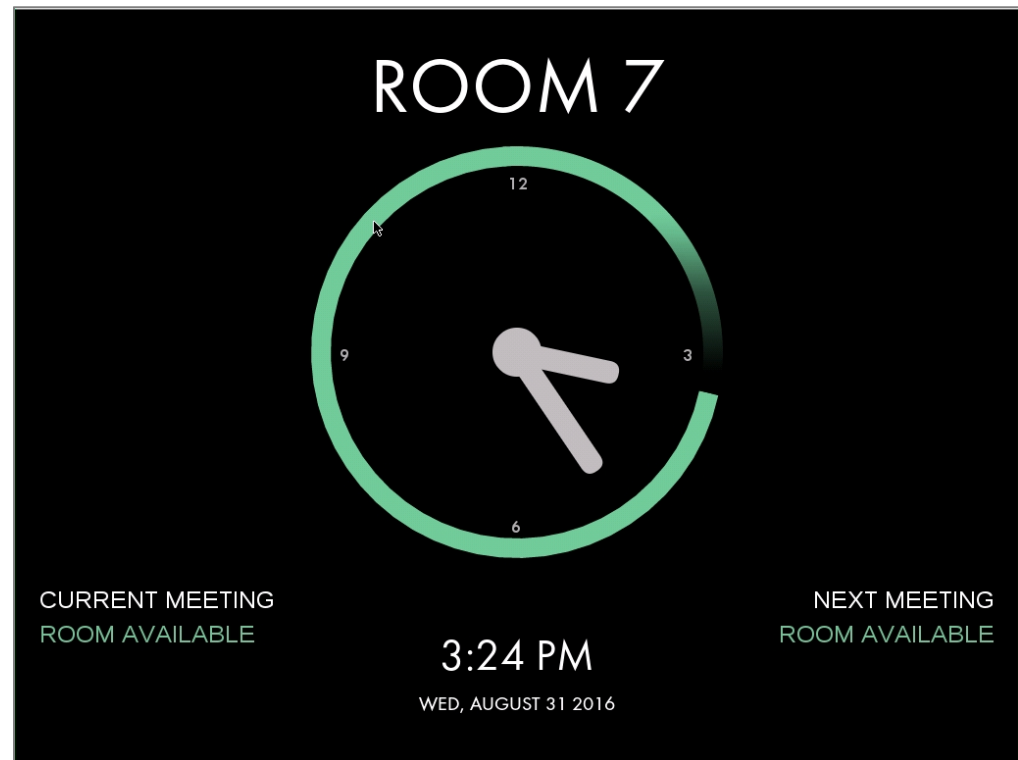 ROOM 7
12
9
3
6
CURRENT MEETING
ROOM AVAILABLE
NEXT MEETING
ROOM AVAILABLE
3:24 PM
WED, AUGUST 31 2016